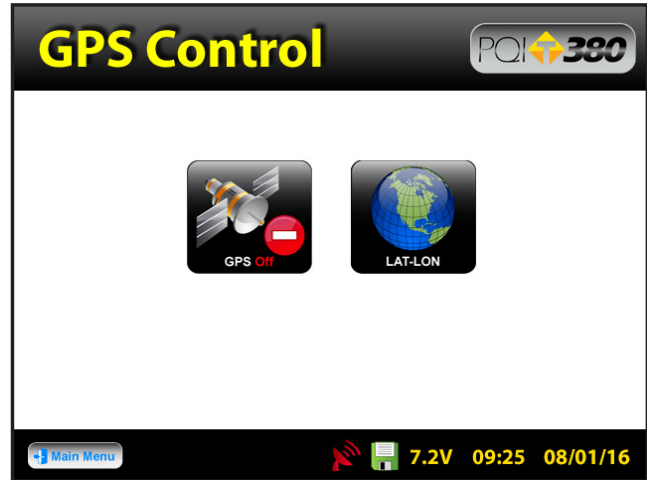 GPS Control
PQI 380
GPS Off
LAT-LON
Main Menu
7.2V 09:25 08/01/16